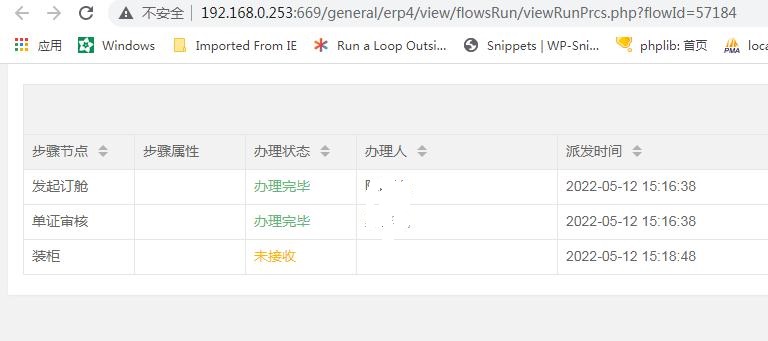 不安全 | 192.168.0.253:669/general/erp4/view/flowsRun/viewRunPrcs.php?flowId=57184
应用 Windows Imported From IE Run a Loop Outsi... Snippets | WP-Sni... phplib: 首页 PMA loca
步骤节点 步骤属性 办理状态 办理人 派发时间
发起订舱 办理完毕 2022-05-12 15:16:38
单证审核 办理完毕 2022-05-12 15:16:38
装柜 未接收 2022-05-12 15:18:48